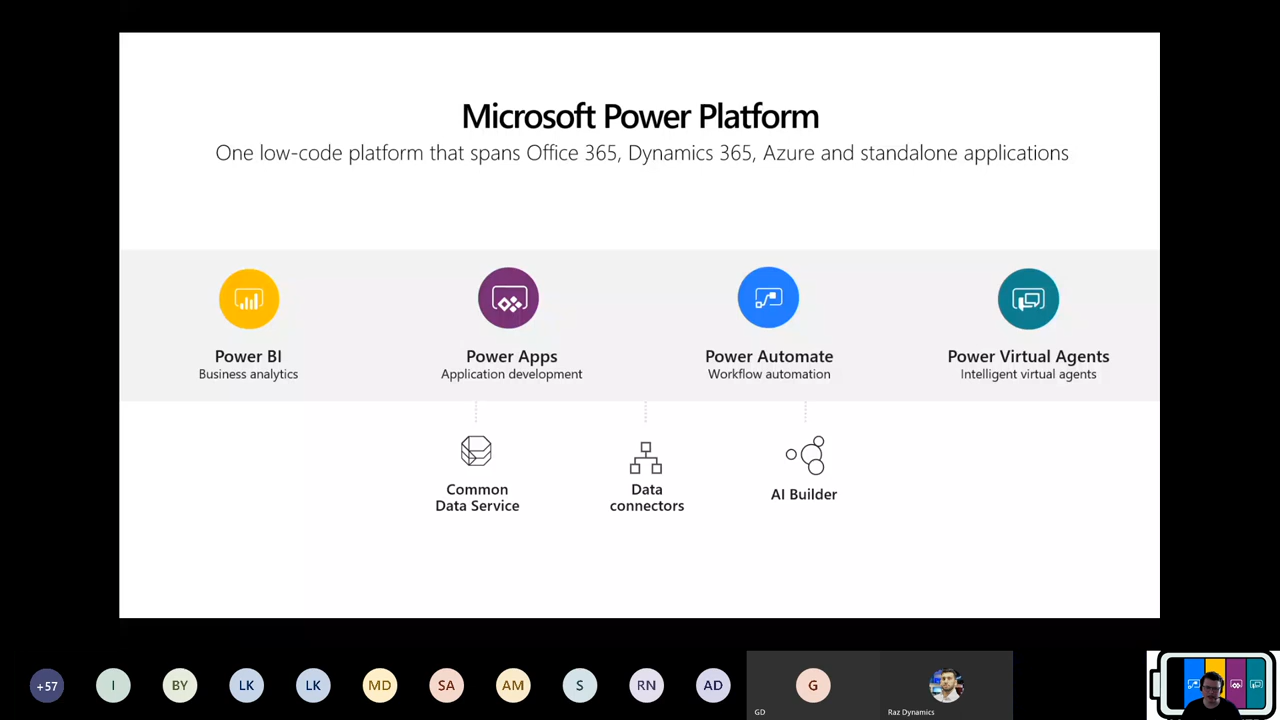 Microsoft Power Platform
One low-code platform that spans Office 365, Dynamics 365, Azure and standalone applications
Power BI
Business analytics
Power Apps
Application development
Power Automate
Workflow automation
Power Virtual Agents
Intelligent virtual agents
Common
Data Service
Data
connectors
AI Builder
+57
I
BY
LK
LK
MD
SA
AM
S
RN
AD
G
GD
Raz Dynamics